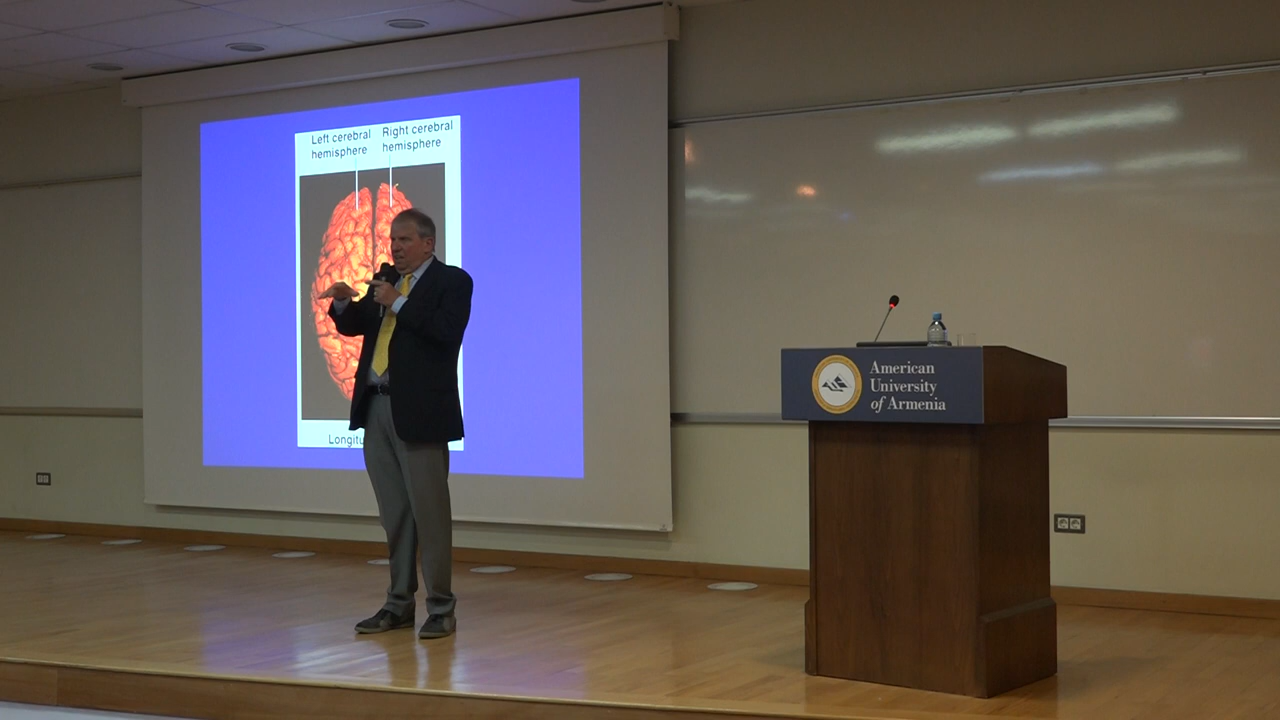 Left cerebral
hemisphere
Right cerebral
hemisphere
Longitu
American
University
of Armenia